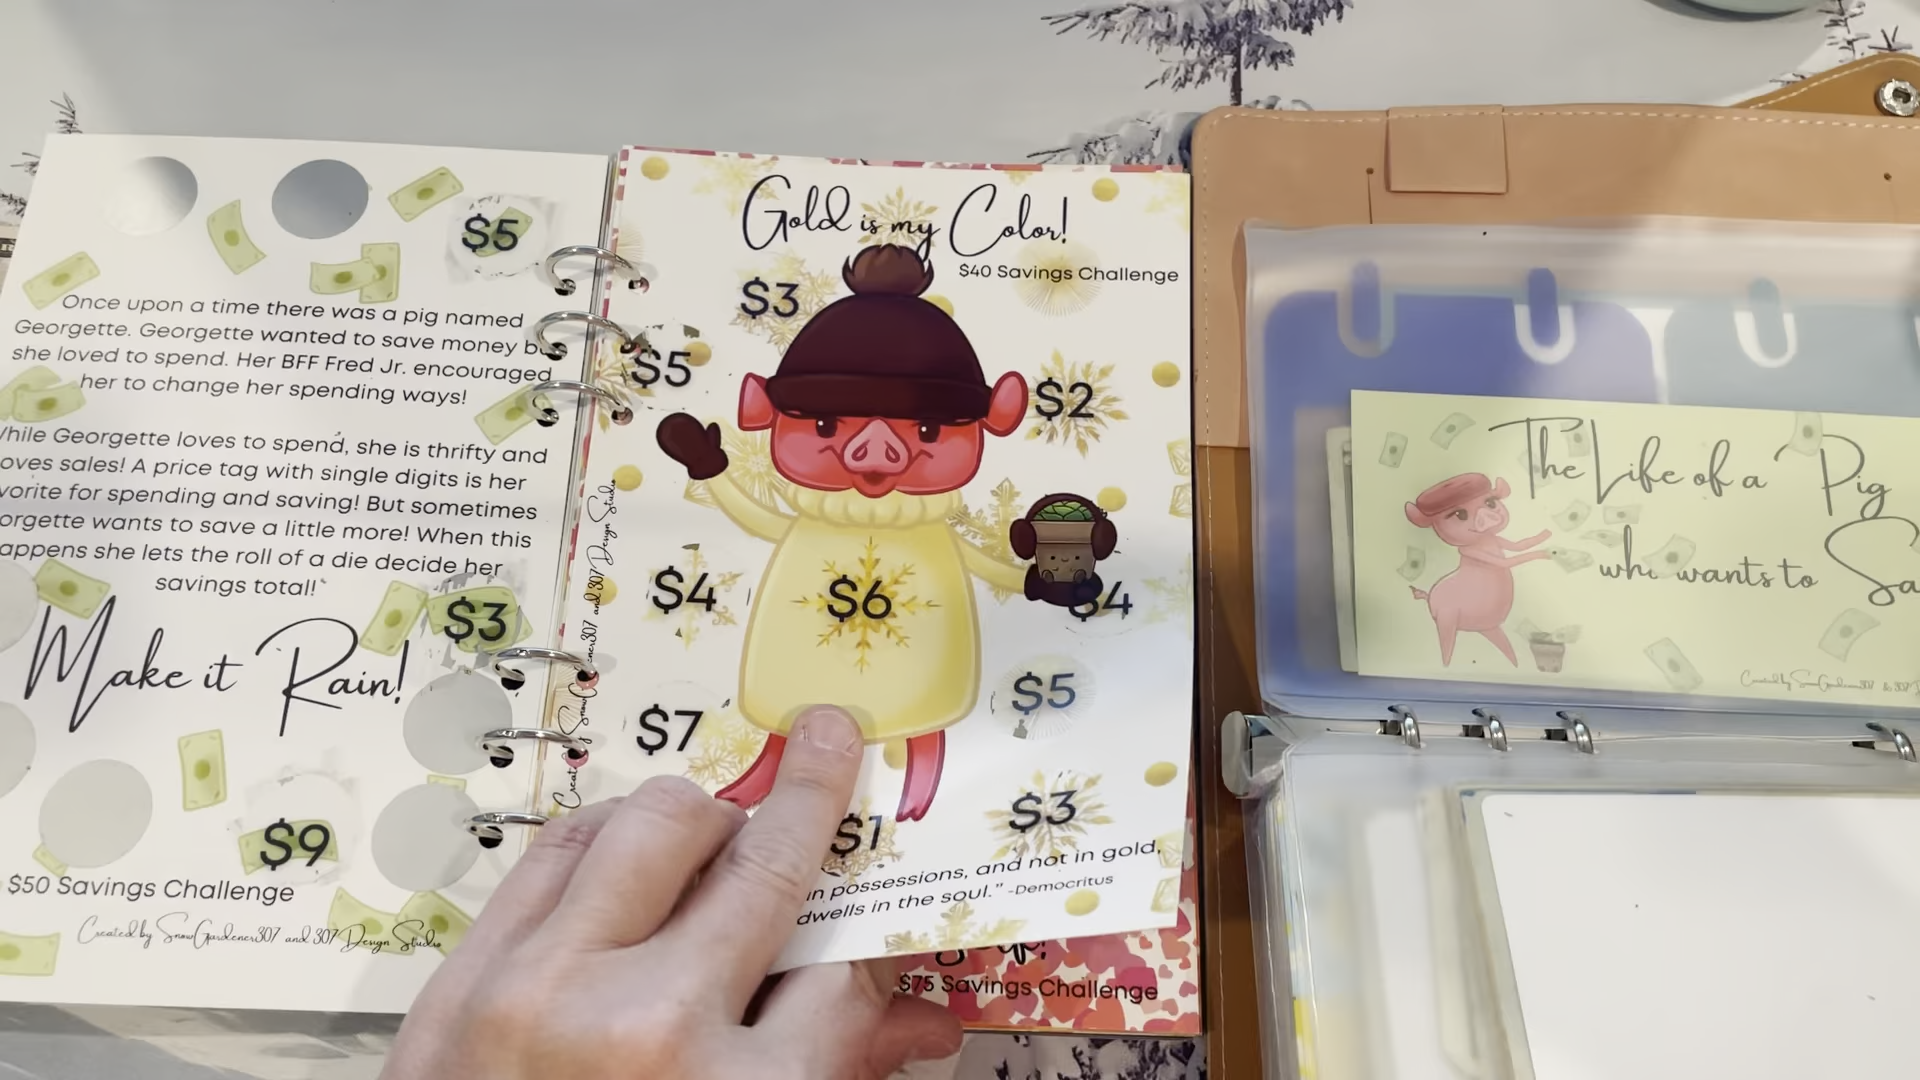 $5
Once upon a time there was a pig named
Georgette. Georgette wanted to save money
she loved to spend. Her BFF Fred Jr. encouraged
her to change her spending ways!
While Georgette loves to spend, she is thrifty and
loves sales! A price tag with single digits is her
for spending and saving! But sometimes
wants to save a little more! When this
she lets the roll of a die decide her
savings total!
Make it Rain!
$3
$9
$50 Savings Challenge
Created by SnowGardener307 and 307 Design Studio
Gold is my Color!
$40 Savings Challenge
$3
$5
$2
$4
$6
$4
$5
$7
$3
$1
in possessions, and not in gold,
dwells in the soul." -Democritus
and 307 Design Studio
$75 Savings Challenge
The Life of a Pig
who wants to